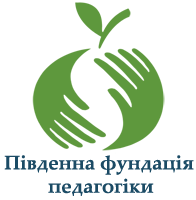 Південна фундація
педагогіки